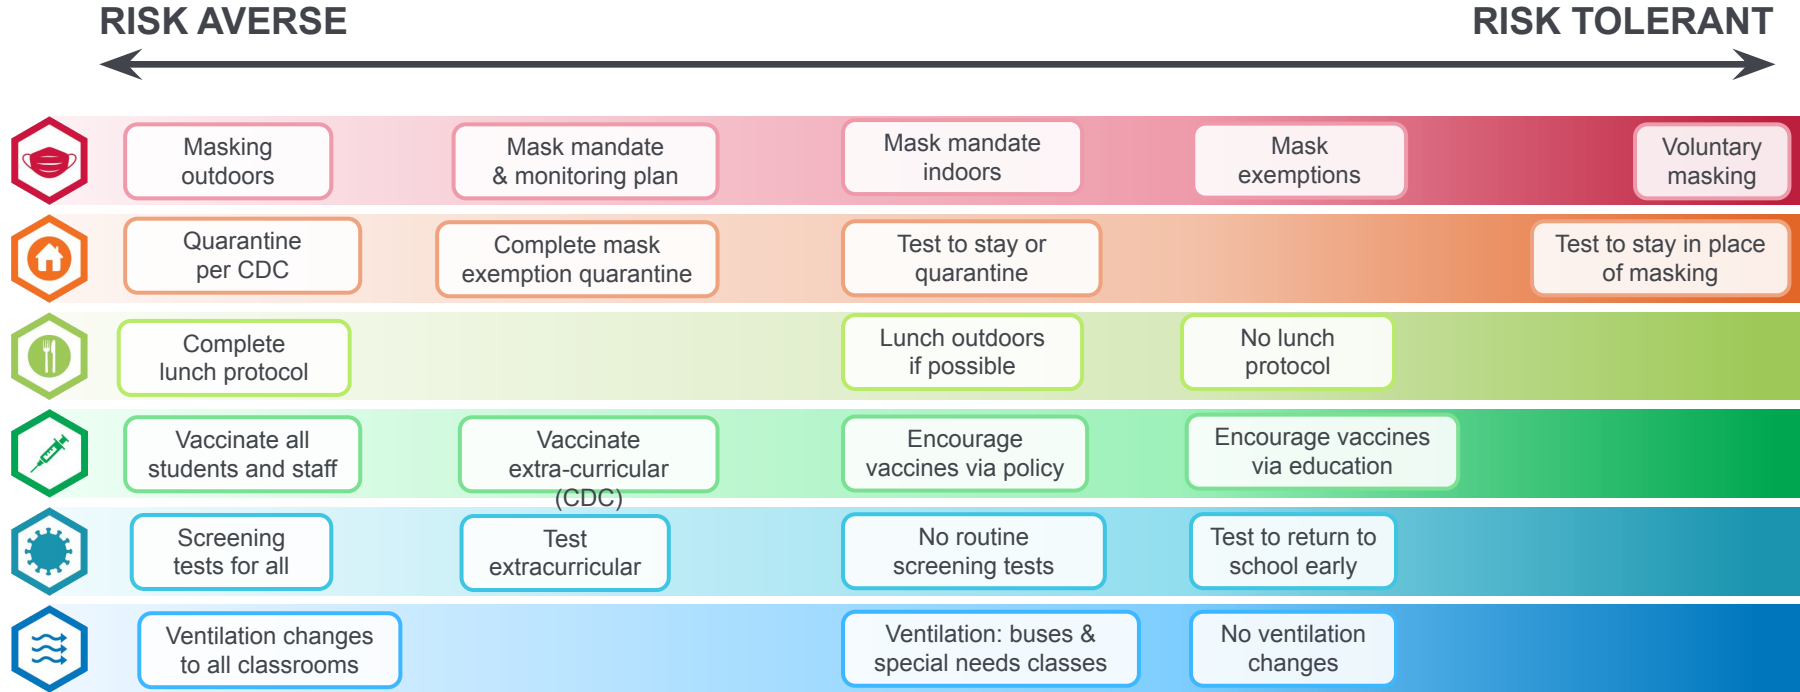 RISK AVERSE
RISK TOLERANT
Masking
outdoors
Mask mandate
& monitoring plan
Mask mandate
indoors
Mask
exemptions
Voluntary
masking
Quarantine
per CDC
Complete mask
exemption quarantine
Test to stay or
quarantine
Test to stay in place
of masking
Complete
lunch protocol
Lunch outdoors
if possible
No lunch
protocol
Vaccinate all
students and staff
Vaccinate
extra-curricular
(CDC)
Encourage
vaccines via policy
Encourage vaccines
via education
Screening
tests for all
Test
extracurricular
No routine
screening tests
Test to return to
school early
Ventilation changes
to all classrooms
Ventilation: buses &
special needs classes
No ventilation
changes